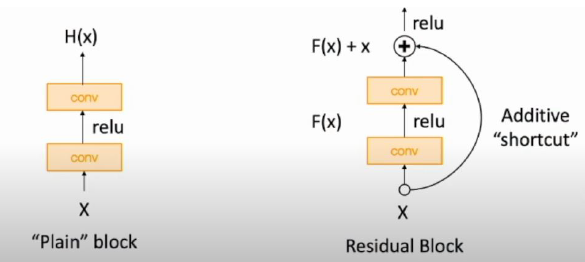 H(x)
conv
relu
conv
X
"Plain" block
relu
F(x) + x
conv
F(x)
relu
conv
X
Additive
"shortcut"
Residual Block